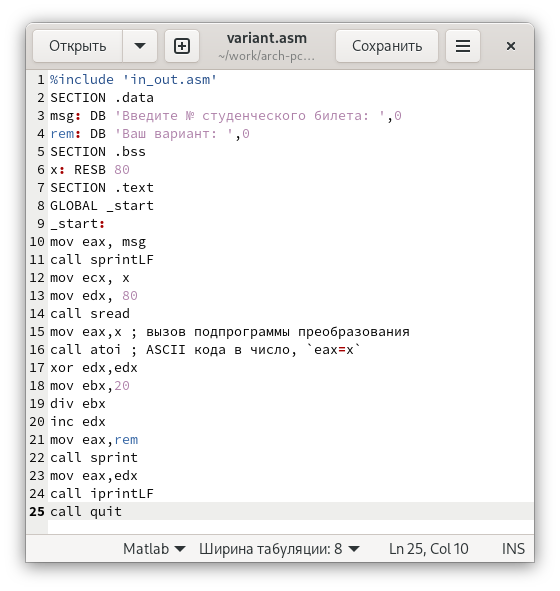 Открыть
variant.asm
~/work/arch-pc...
Сохранить
1 %include 'in_out.asm'
2 SECTION .data
3 msg: DB 'Введите № студенческого билета: ',0
4 rem: DB 'Ваш вариант: ',0
5 SECTION .bss
6 x: RESB 80
7 SECTION .text
8 GLOBAL _start
9 _start:
10 mov eax, msg
11 call sprintLF
12 mov ecx, x
13 mov edx, 80
14 call sread
15 mov eax,x ; вызов подпрограммы преобразования
16 call atoi ; ASCII кода в число, `eax=x`
17 xor edx,edx
18 mov ebx,20
19 div ebx
20 inc edx
21 mov eax,rem
22 call sprint
23 mov eax,edx
24 call iprintLF
25 call quit
Matlab Ширина табуляции: 8 Ln 25, Col 10 INS